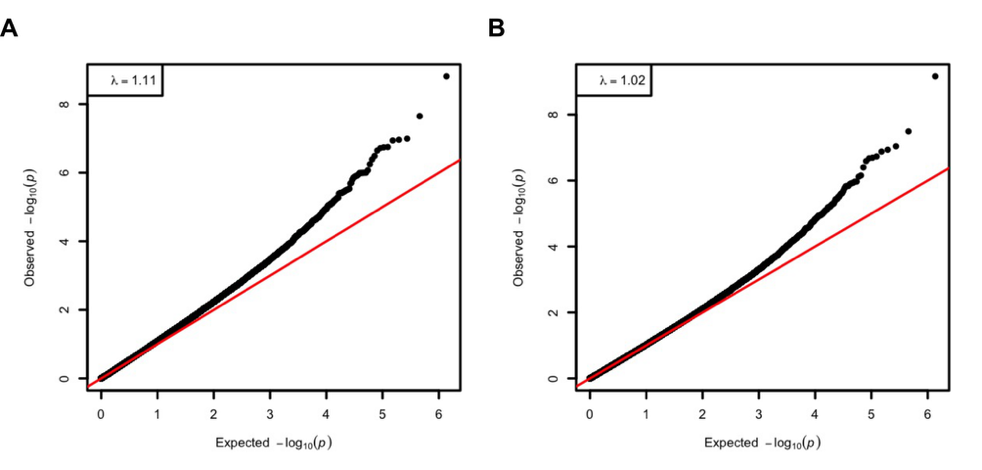 A
B
λ = 1.11
λ = 1.02
Observed −log10(p)
0 2 4 6 8
0 1 2 3 4 5 6
Expected −log10(p)
Observed −log10(p)
0 2 4 6 8
0 1 2 3 4 5 6
Expected −log10(p)